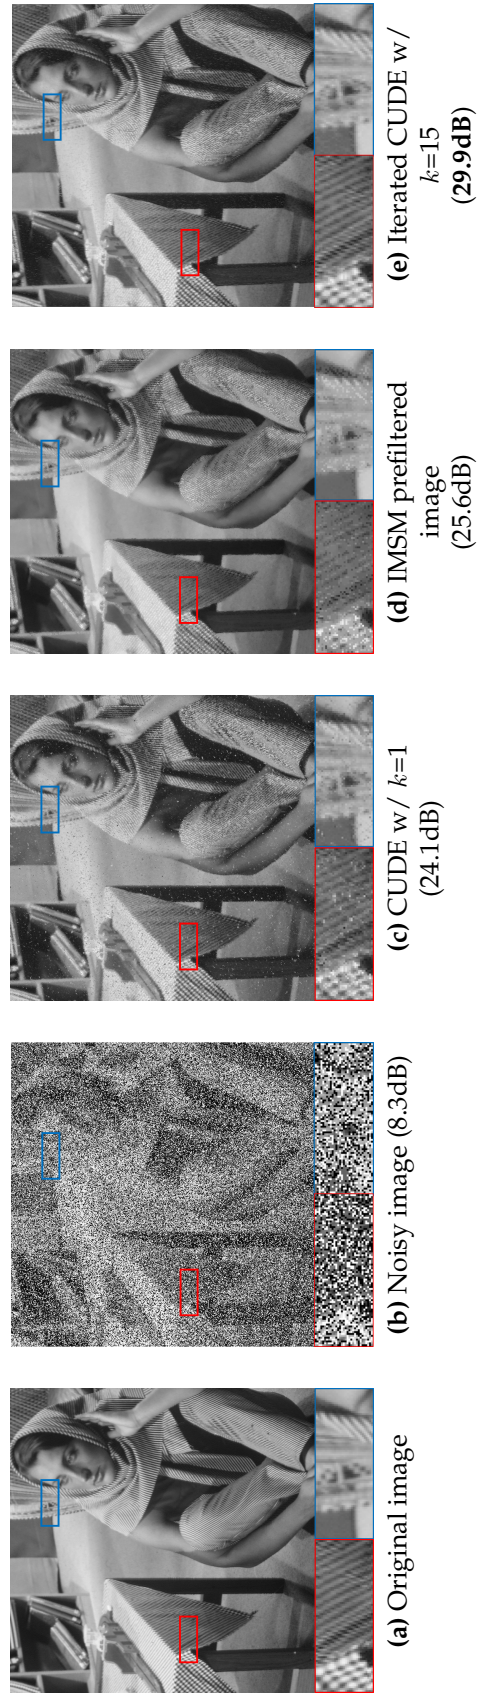 (a) Original image
(b) Noisy image (8.3dB)
(c) CUDE w/ k=1
(24.1dB)
(d) IMSM prefiltered
image
(25.6dB)
(e) Iterated CUDE w/
k=15
(29.9dB)